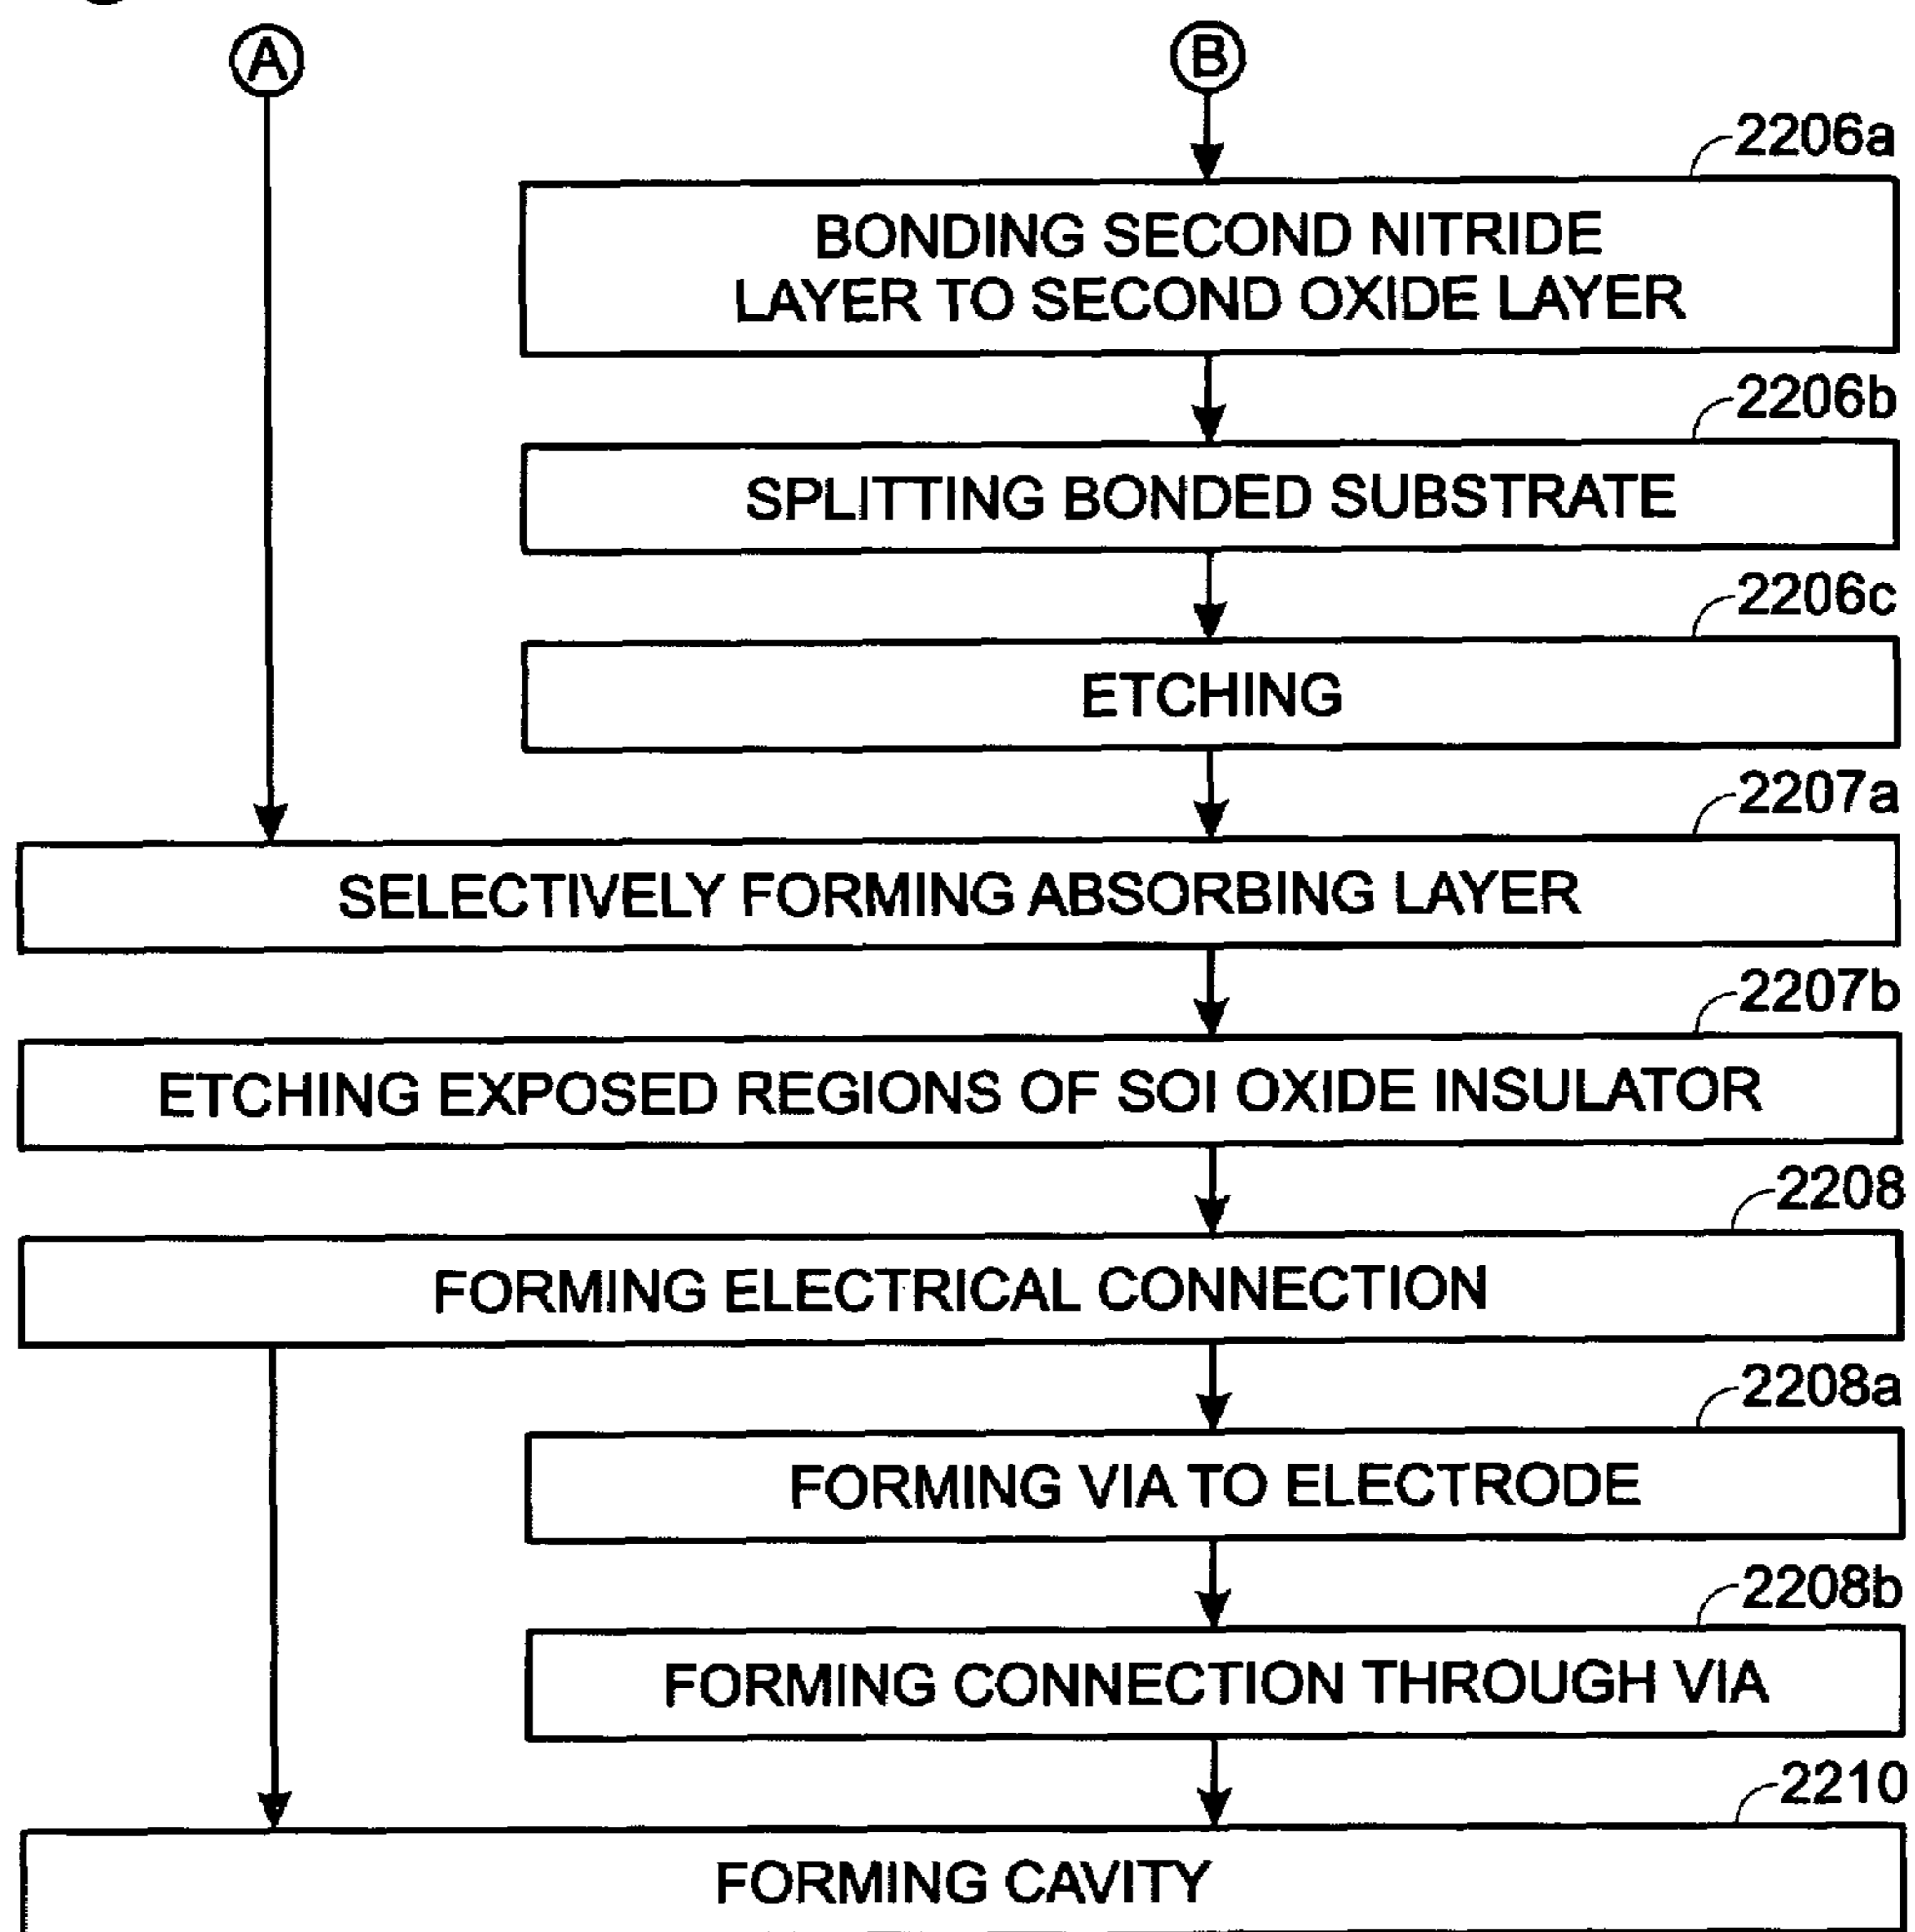 A
B
2206a
BONDING SECOND NITRIDE
LAYER TO SECOND OXIDE LAYER
2206b
SPLITTING BONDED SUBSTRATE
2206c
ETCHING
2207a
SELECTIVELY FORMING ABSORBING LAYER
2207b
ETCHING EXPOSED REGIONS OF SOI OXIDE INSULATOR
2208
FORMING ELECTRICAL CONNECTION
2208a
FORMING VIA TO ELECTRODE
2208b
FORMING CONNECTION THROUGH VIA
2210
FORMING CAVITY